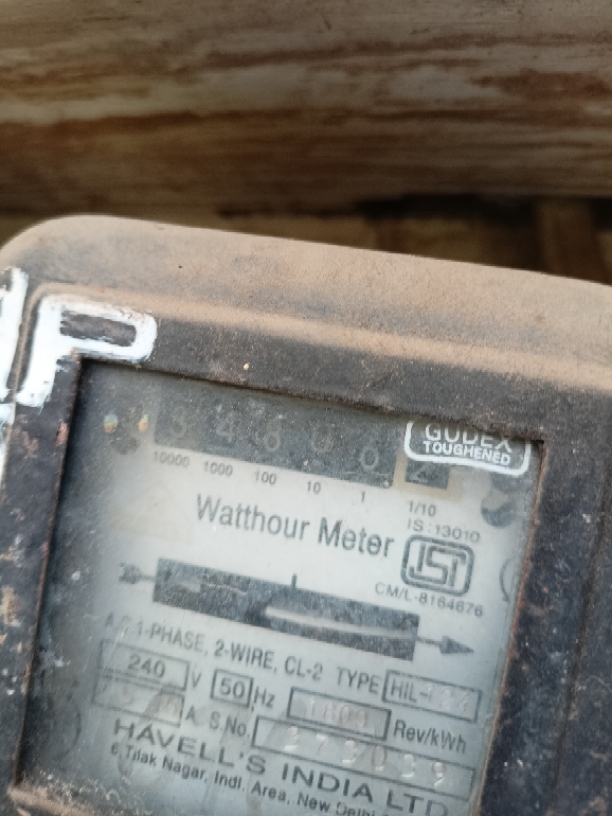 P
GUDEX
TOUGHENED
10000 1000 100 10 1 1/10
IS:13010
Watthour Meter
ISI
CM/L-8164676
A.C. 1-PHASE, 2-WIRE, CL-2 TYPE HIL-
240 V 50 Hz Rev/kWh
A S.No.
HAVELL'S INDIA LTD
6, Tilak Nagar, Indl. Area, New Delhi